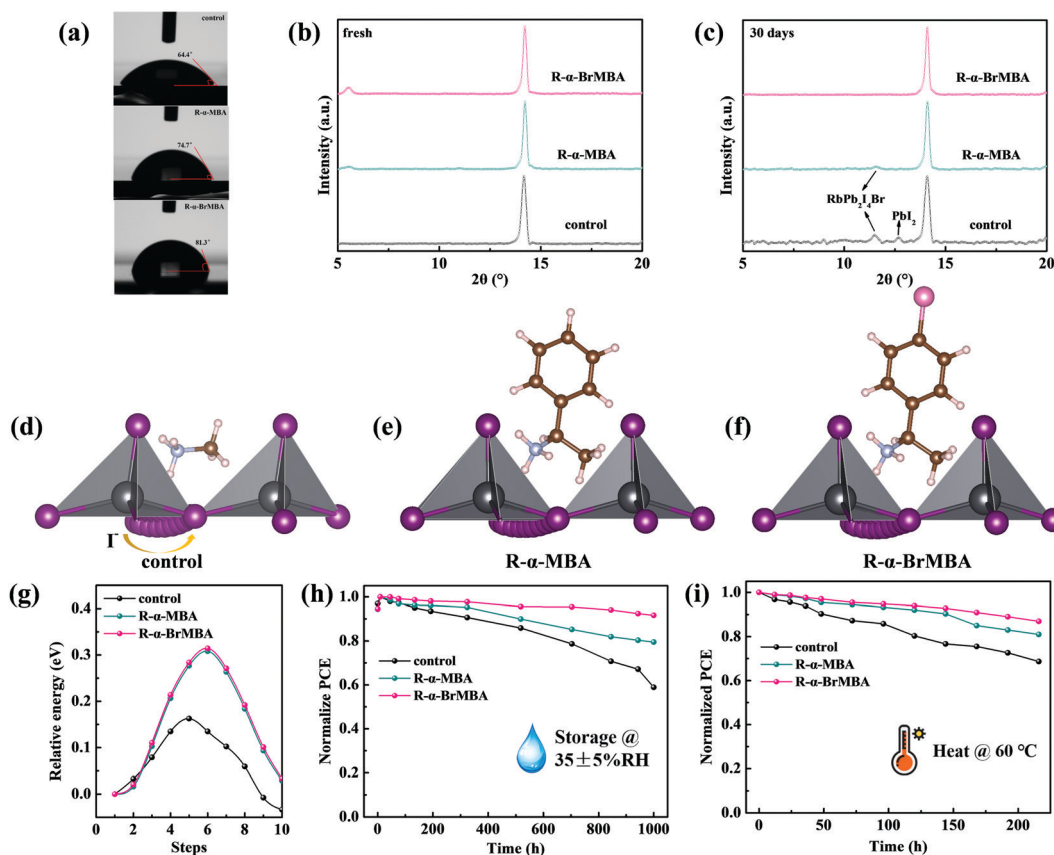 (a)
control
64.4°
R-α-MBA
74.7°
R-α-BrMBA
81.3°
(b)
fresh
R-α-BrMBA
R-α-MBA
control
Intensity (a.u.)
5 10 15 20
2θ (°)
(c)
30 days
R-α-BrMBA
R-α-MBA
RbPb₂I₄Br
PbI₂
control
Intensity (a.u.)
5 10 15 20
2θ (°)
(d)
I⁻
control
(e)
R-α-MBA
(f)
R-α-BrMBA
(g)
control
R-α-MBA
R-α-BrMBA
Relative energy (eV)
0.4
0.3
0.2
0.1
0.0
0 2 4 6 8 10
Steps
(h)
Normalize PCE
1.0
0.8
0.6
0.4
0.2
0.0
control
R-α-MBA
R-α-BrMBA
Storage @
35±5%RH
0 200 400 600 800 1000
Time (h)
(i)
Normalized PCE
1.0
0.8
0.6
0.4
0.2
0.0
control
R-α-MBA
R-α-BrMBA
Heat @ 60 °C
0 50 100 150 200
Time (h)